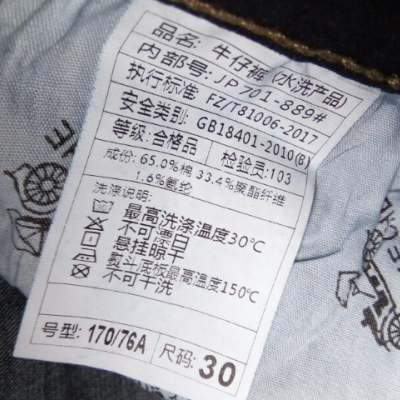 品名: 牛仔裤(水洗产品)
内部号: JP701-889#
执行标准 FZ/T81006-2017
安全类别: GB18401-2010(B)
等级: 合格品 检验员:103
成份: 65.0%棉 33.4%聚酯纤维
1.6%氨纶
洗涤说明:
最高洗涤温度30℃
不可漂白
悬挂晾干
熨斗底板最高温度150℃
不可干洗
号型: 170/76A 尺码: 30